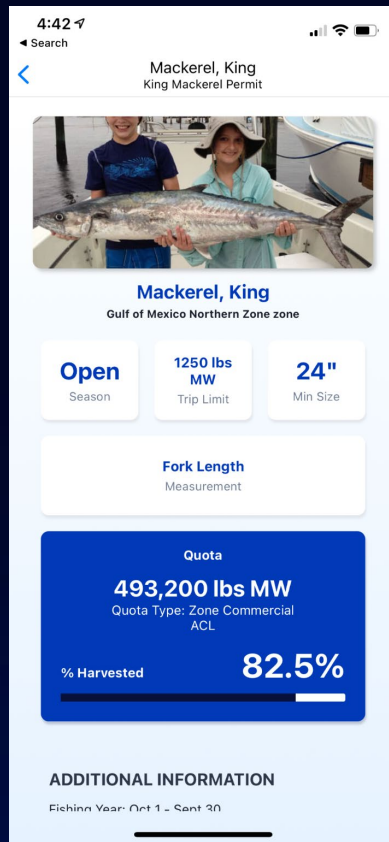 4:42
◀ Search
Mackerel, King
King Mackerel Permit
Mackerel, King
Gulf of Mexico Northern Zone zone
Open
Season
1250 lbs
MW
Trip Limit
24"
Min Size
Fork Length
Measurement
Quota
493,200 lbs MW
Quota Type: Zone Commercial
ACL
% Harvested
82.5%
ADDITIONAL INFORMATION
Fishing Year: Oct 1 - Sept 30